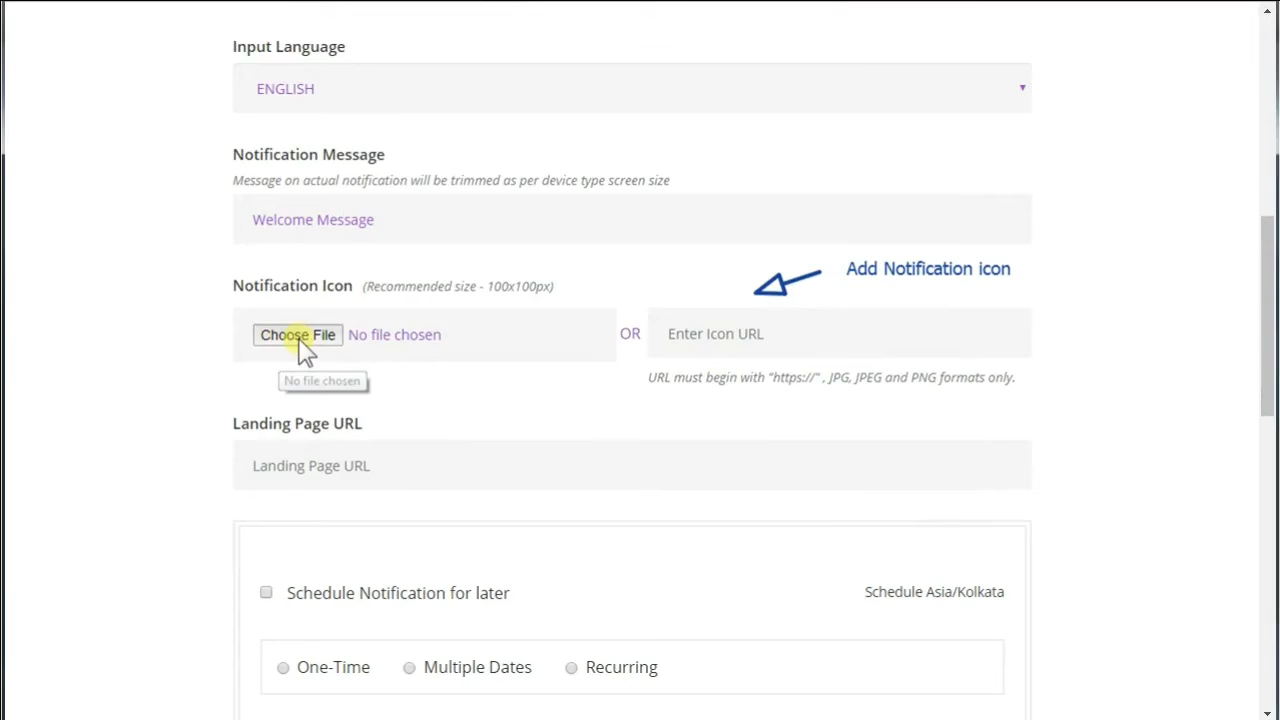 Input Language
ENGLISH
Notification Message
Message on actual notification will be trimmed as per device type screen size
Welcome Message
Add Notification icon
Notification Icon (Recommended size - 100x100px)
Choose File No file chosen OR Enter Icon URL
No file chosen
URL must begin with "https://" , JPG, JPEG and PNG formats only.
Landing Page URL
Landing Page URL
Schedule Notification for later Schedule Asia/Kolkata
One-Time Multiple Dates Recurring